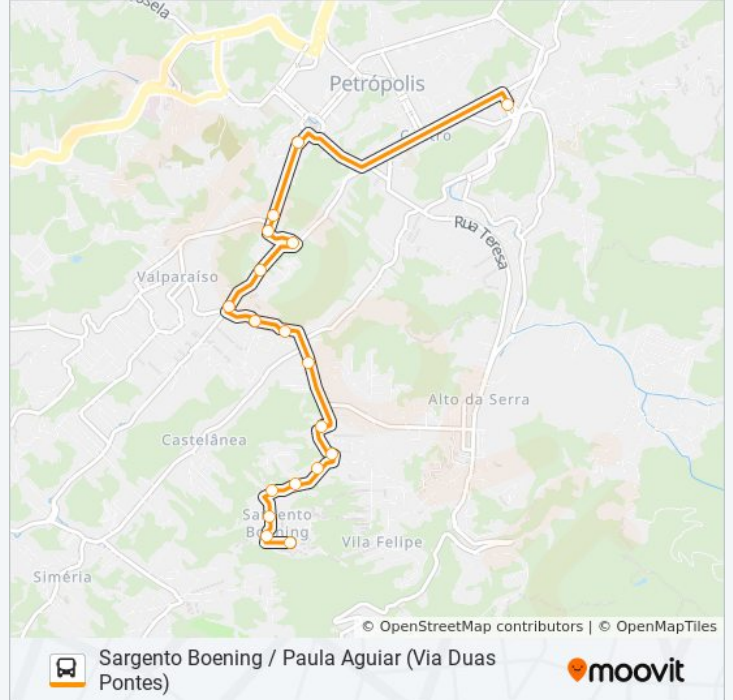 sela
Petrópolis
Centro
Rua Teresa
Valparaíso
Alto da Serra
Castelânea
Sargento
Boening
Vila Felipe
Siméria
© OpenStreetMap contributors | © OpenMapTiles
Sargento Boening / Paula Aguiar (Via Duas
Pontes)
moovit